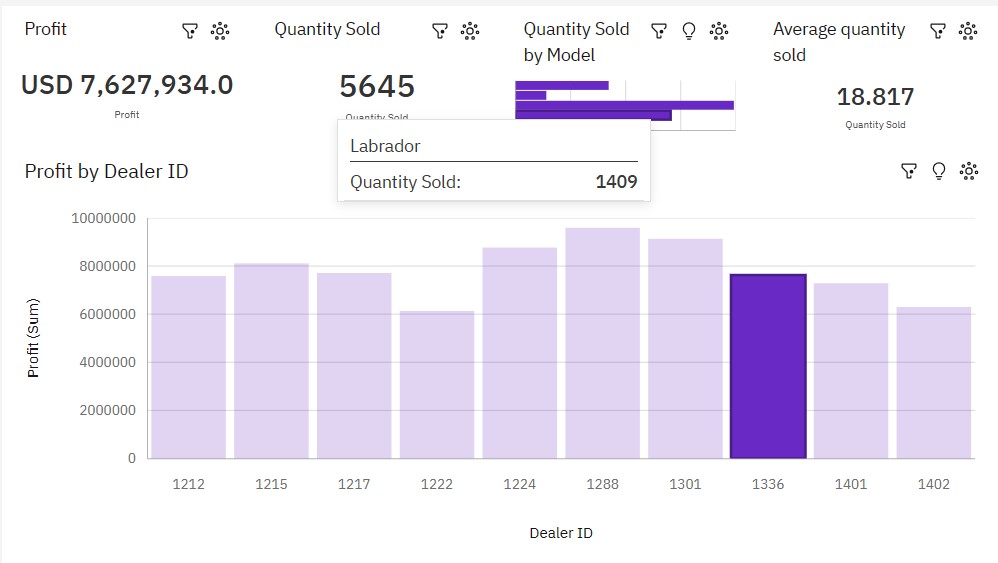 Profit
Quantity Sold
Quantity Sold
by Model
Average quantity
sold
USD 7,627,934.0
Profit
5645
Quantity Sold
18.817
Quantity Sold
Labrador
Quantity Sold: 1409
Profit by Dealer ID
10000000
8000000
6000000
4000000
2000000
0
Profit (Sum)
1212 1215 1217 1222 1224 1288 1301 1336 1401 1402
Dealer ID